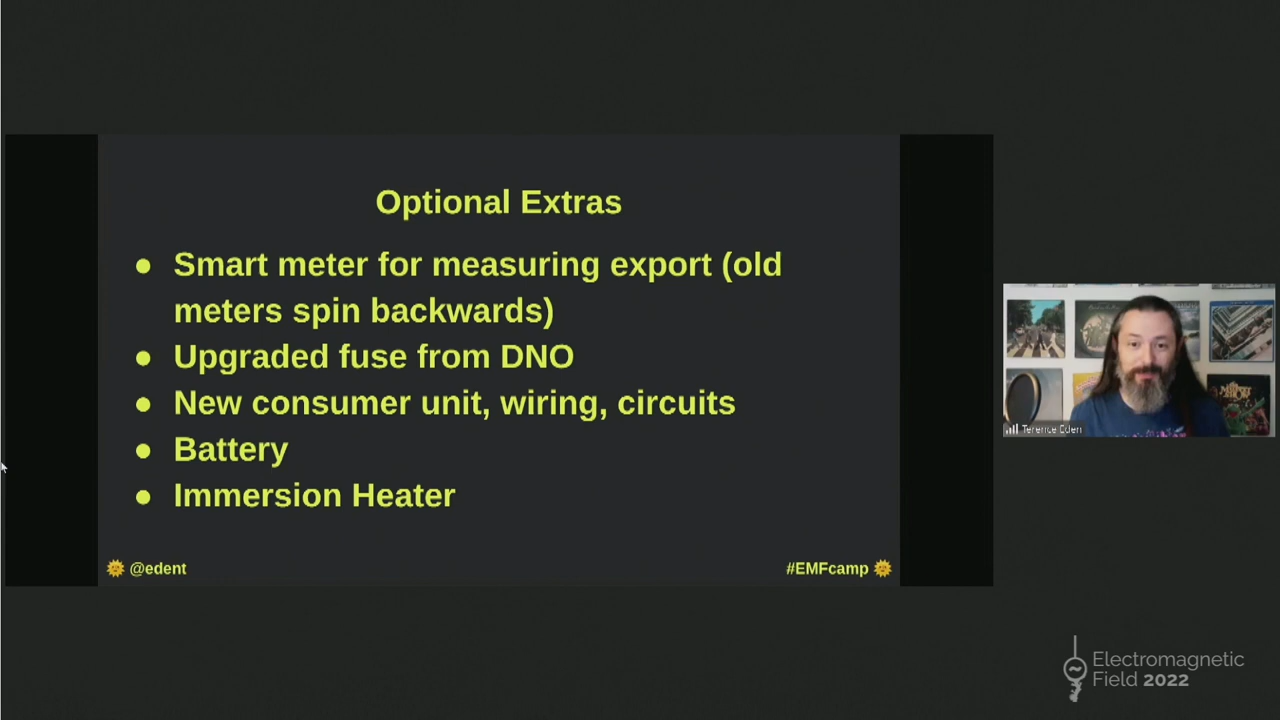 Optional Extras
● Smart meter for measuring export (old
meters spin backwards)
● Upgraded fuse from DNO
● New consumer unit, wiring, circuits
● Battery
● Immersion Heater
@edent
#EMFcamp
Terence Eden
Electromagnetic
Field 2022